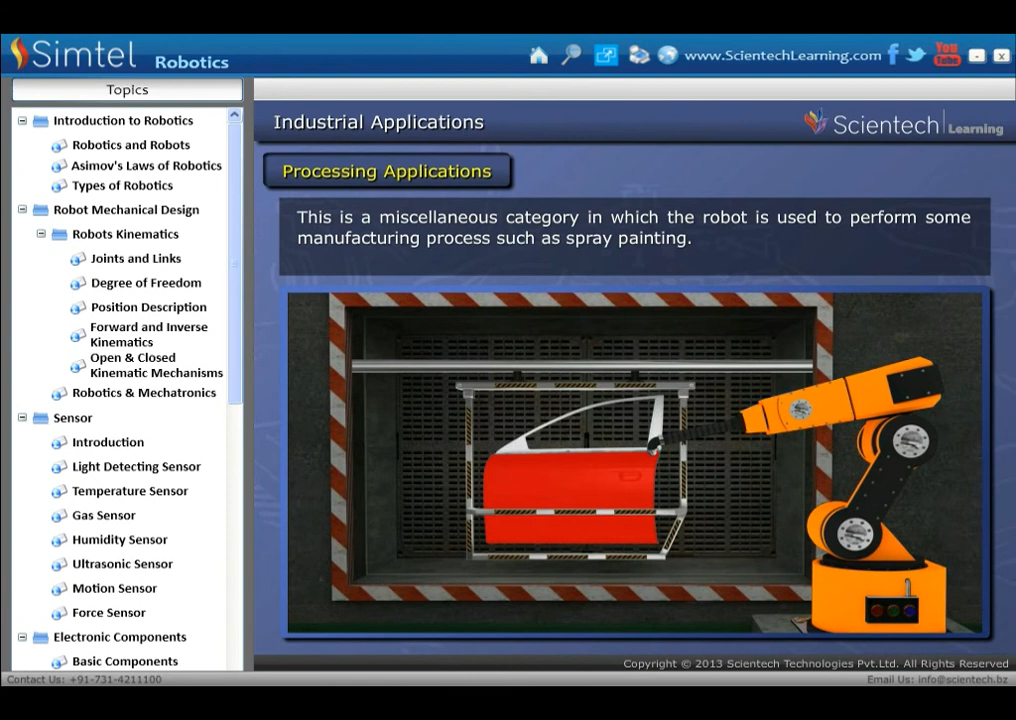 Simtel Robotics
www.ScientechLearning.com
You Tube
- x
Topics
Introduction to Robotics
Robotics and Robots
Asimov's Laws of Robotics
Types of Robotics
Robot Mechanical Design
Robots Kinematics
Joints and Links
Degree of Freedom
Position Description
Forward and Inverse
Kinematics
Open & Closed
Kinematic Mechanisms
Robotics & Mechatronics
Sensor
Introduction
Light Detecting Sensor
Temperature Sensor
Gas Sensor
Humidity Sensor
Ultrasonic Sensor
Motion Sensor
Force Sensor
Electronic Components
Basic Components
Industrial Applications
Scientech Learning
Processing Applications
This is a miscellaneous category in which the robot is used to perform some
manufacturing process such as spray painting.
Copyright © 2013 Scientech Technologies Pvt.Ltd. All Rights Reserved
Contact Us: +91-731-4211100
Email Us: info@scientech.bz